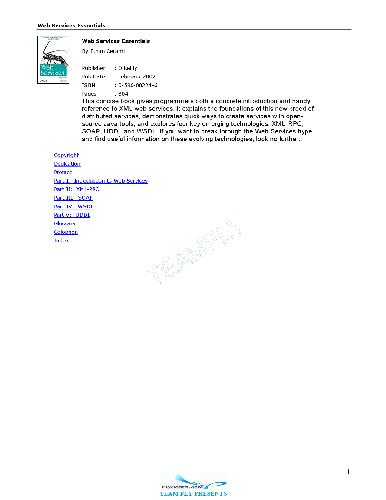 Web Services Essentials
Web Services Essentials
By Ethan Cerami
Publisher : O'Reilly
Pub Date : February 2002
ISBN
Pages : 304
This concise book gives programmers both a concrete introduction and handy
reference to XML web services. It explains the foundations of this new breed of
distributed services, demonstrates quick ways to create services with open-
source Java tools, and explores four key emerging technologies: XML-RPC,
SOAP, UDDI, and WSDL. If you want to break through the Web Services hype
and find useful information on these evolving technologies, look no further.
Copyright
Dedication
Preface
Part I: Introduction to Web Services
Part II: XML-RPC
Part III: SOAP
Part IV: WSDL
Part V: UDDI
Glossary
Colophon
Index
TEAMFLY
TEAM FLY PRESENTS